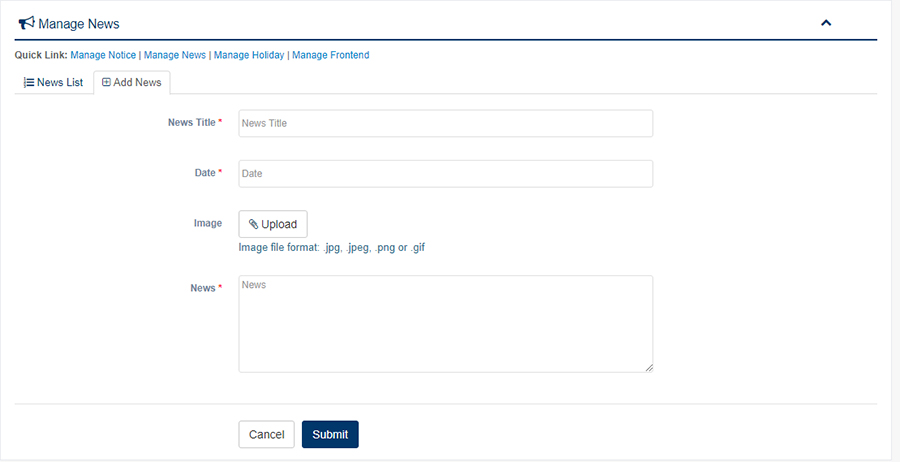 Manage News
Quick Link: Manage Notice | Manage News | Manage Holiday | Manage Frontend
News List Add News
News Title * News Title
Date * Date
Image Upload
Image file format: .jpg, .jpeg, .png or .gif
News * News
Cancel Submit